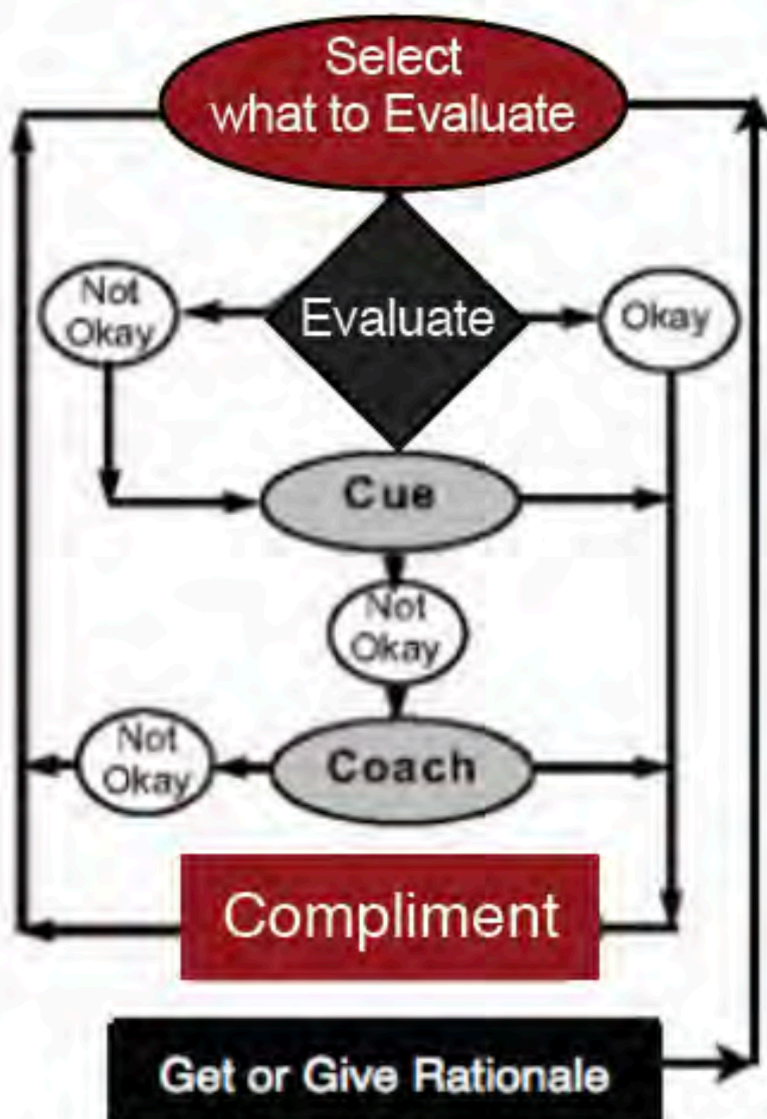 Select
what to Evaluate
Not
Okay
Evaluate
Okay
Cue
Not
Okay
Not
Okay
Coach
Compliment
Get or Give Rationale